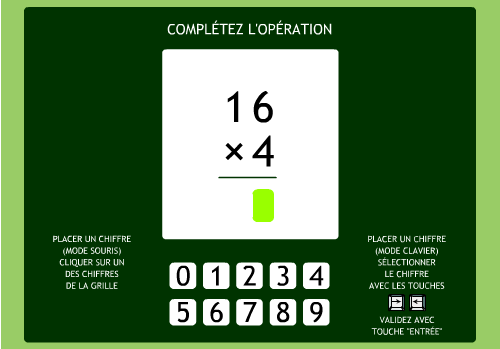 COMPLÉTEZ L'OPÉRATION
16
×4
PLACER UN CHIFFRE
(MODE SOURIS)
CLIQUER SUR UN
DES CHIFFRES
DE LA GRILLE
0 1 2 3 4
5 6 7 8 9
PLACER UN CHIFFRE
(MODE CLAVIER)
SÉLECTIONNER
LE CHIFFRE
AVEC LES TOUCHES
VALIDEZ AVEC
TOUCHE "ENTRÉE"